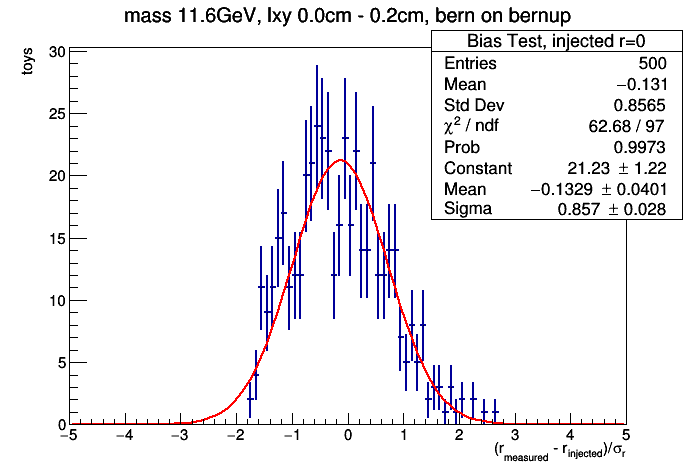 mass 11.6GeV, lxy 0.0cm - 0.2cm, bern on bernup
Bias Test, injected r=0
Entries 500
Mean −0.131
Std Dev 0.8565
χ² / ndf 62.68 / 97
Prob 0.9973
Constant 21.23 ± 1.22
Mean −0.1329 ± 0.0401
Sigma 0.857 ± 0.028
toys
30
25
20
15
10
5
0
−5 −4 −3 −2 −1 0 1 2 3 4 5
(r_measured - r_injected)/σ_r